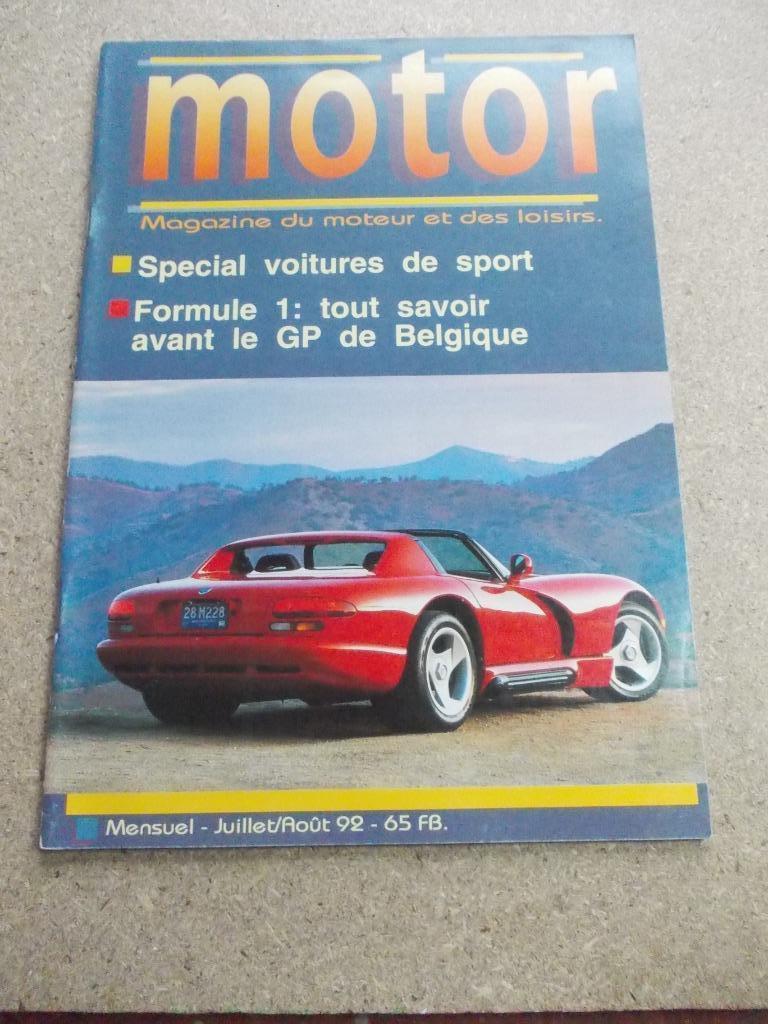 motor
Magazine du moteur et des loisirs.
Special voitures de sport
Formule 1: tout savoir
avant le GP de Belgique
28 M228
Mensuel - Juillet/Août 92 - 65 FB.